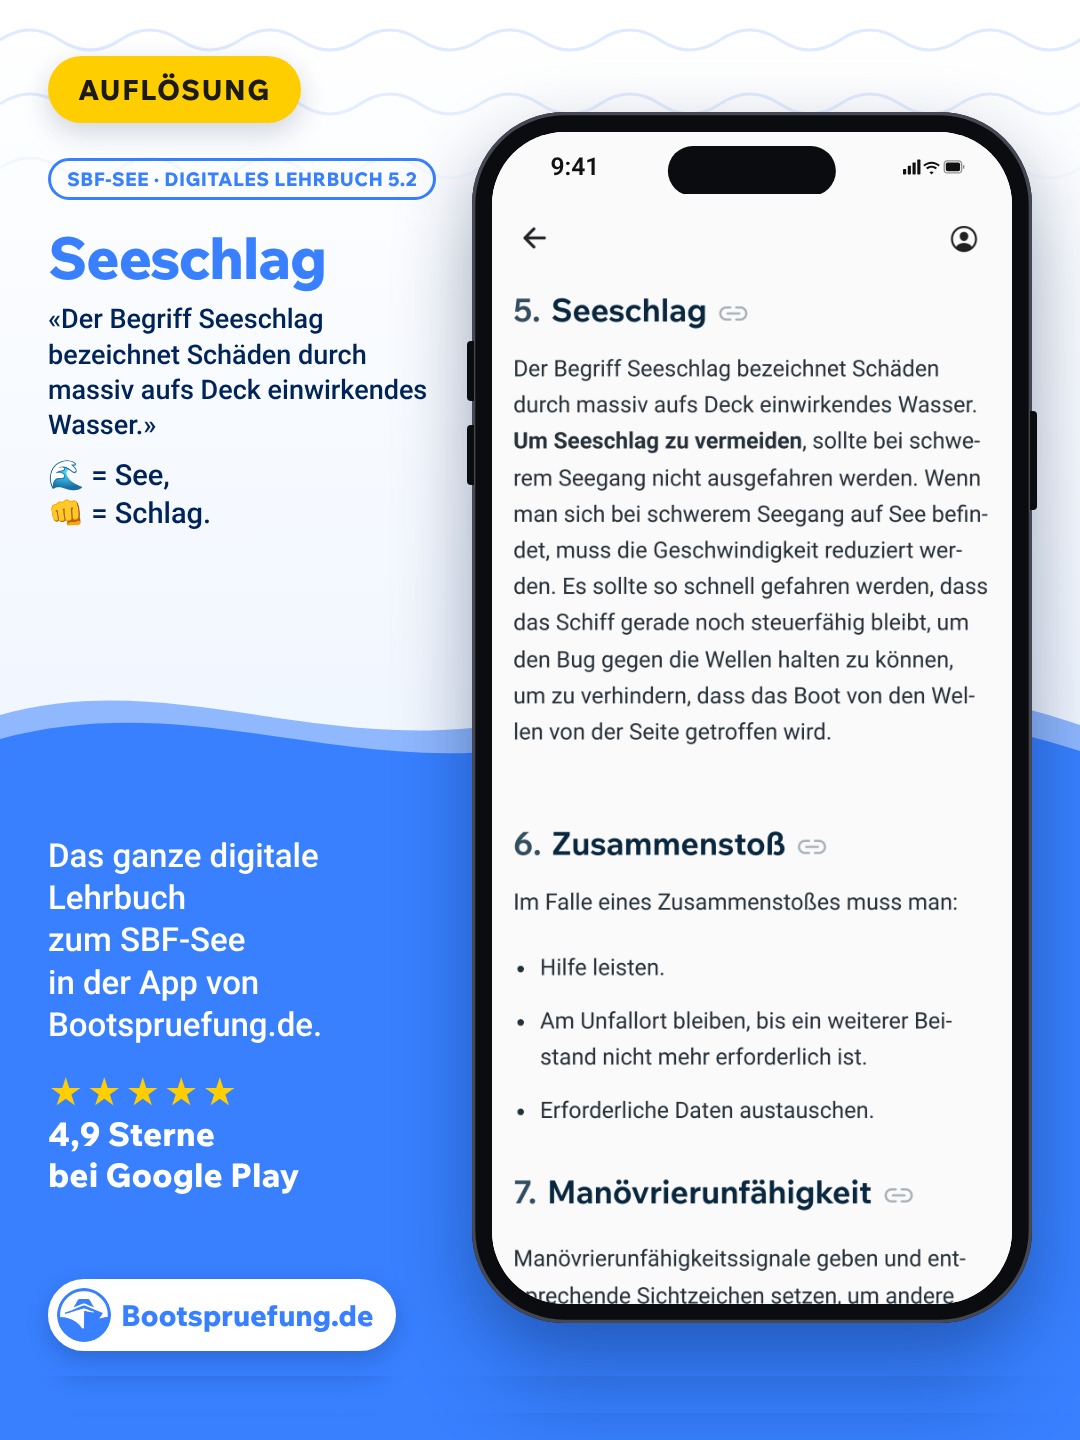 AUFLÖSUNG
SBF-SEE · DIGITALES LEHRBUCH 5.2
Seeschlag
«Der Begriff Seeschlag
bezeichnet Schäden durch
massiv aufs Deck einwirkendes
Wasser.»
🌊 = See,
👊 = Schlag.
Das ganze digitale
Lehrbuch
zum SBF-See
in der App von
Bootspruefung.de.
★★★★★
4,9 Sterne
bei Google Play
Bootspruefung.de
9:41
5. Seeschlag
Der Begriff Seeschlag bezeichnet Schäden
durch massiv aufs Deck einwirkendes Wasser.
Um Seeschlag zu vermeiden, sollte bei schwe-
rem Seegang nicht ausgefahren werden. Wenn
man sich bei schwerem Seegang auf See befin-
det, muss die Geschwindigkeit reduziert wer-
den. Es sollte so schnell gefahren werden, dass
das Schiff gerade noch steuerfähig bleibt, um
den Bug gegen die Wellen halten zu können,
um zu verhindern, dass das Boot von den Wel-
len von der Seite getroffen wird.
6. Zusammenstoß
Im Falle eines Zusammenstoßes muss man:
• Hilfe leisten.
• Am Unfallort bleiben, bis ein weiterer Bei-
stand nicht mehr erforderlich ist.
• Erforderliche Daten austauschen.
7. Manövrierunfähigkeit
Manövrierunfähigkeitssignale geben und ent-
sprechende Sichtzeichen setzen, um andere